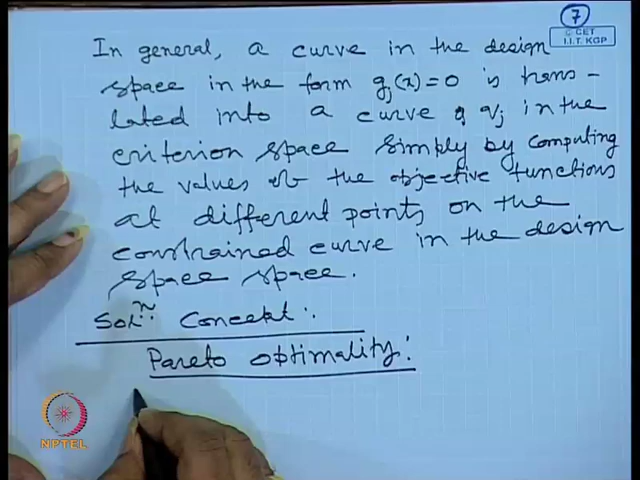 7
© CET
I.I.T. KGP
In general, a curve in the design
space in the form gj(x)=0 is trans-
lated into a curve qj in the
criterion space simply by computing
the values of the objective functions
at different points on the
constrained curve in the design
space space.
Solⁿ. Concept:
Pareto Optimality:
NPTEL